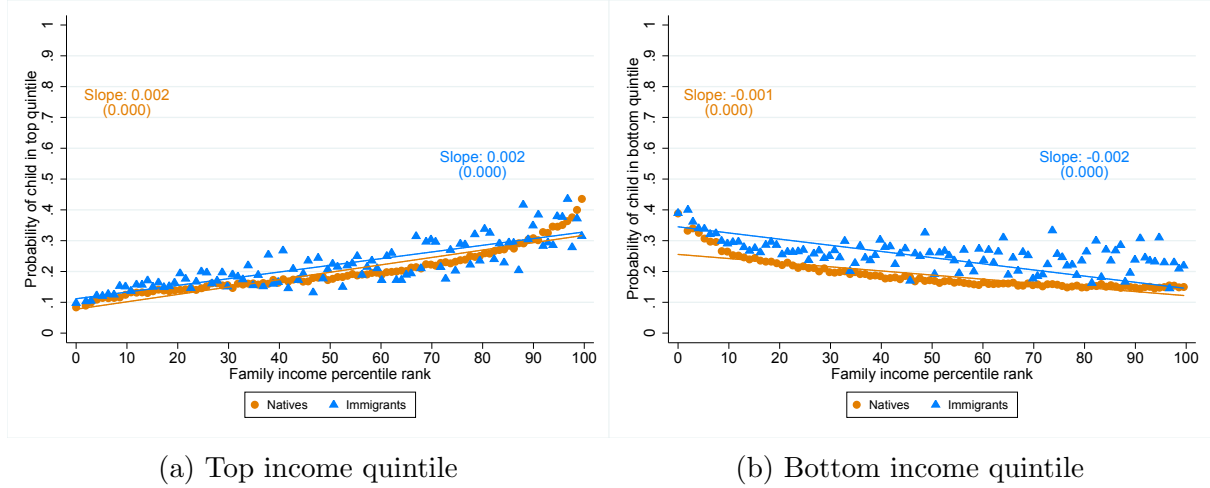 Probability of child in top quintile
1
.9
.8
.7
.6
.5
.4
.3
.2
.1
0
Slope: 0.002
(0.000)
Slope: 0.002
(0.000)
0 10 20 30 40 50 60 70 80 90 100
Family income percentile rank
Natives Immigrants
(a) Top income quintile
Probability of child in bottom quintile
1
.9
.8
.7
.6
.5
.4
.3
.2
.1
0
Slope: -0.001
(0.000)
Slope: -0.002
(0.000)
0 10 20 30 40 50 60 70 80 90 100
Family income percentile rank
Natives Immigrants
(b) Bottom income quintile